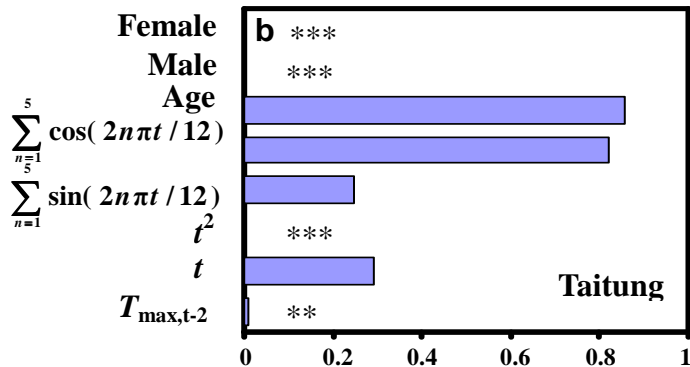 Female b ***
Male ***
Age
5
∑ cos( 2nπt / 12 )
n=1
5
∑ sin( 2nπt / 12 )
n=1
t² ***
t
Taitung
T max,t-2 **
0 0.2 0.4 0.6 0.8 1